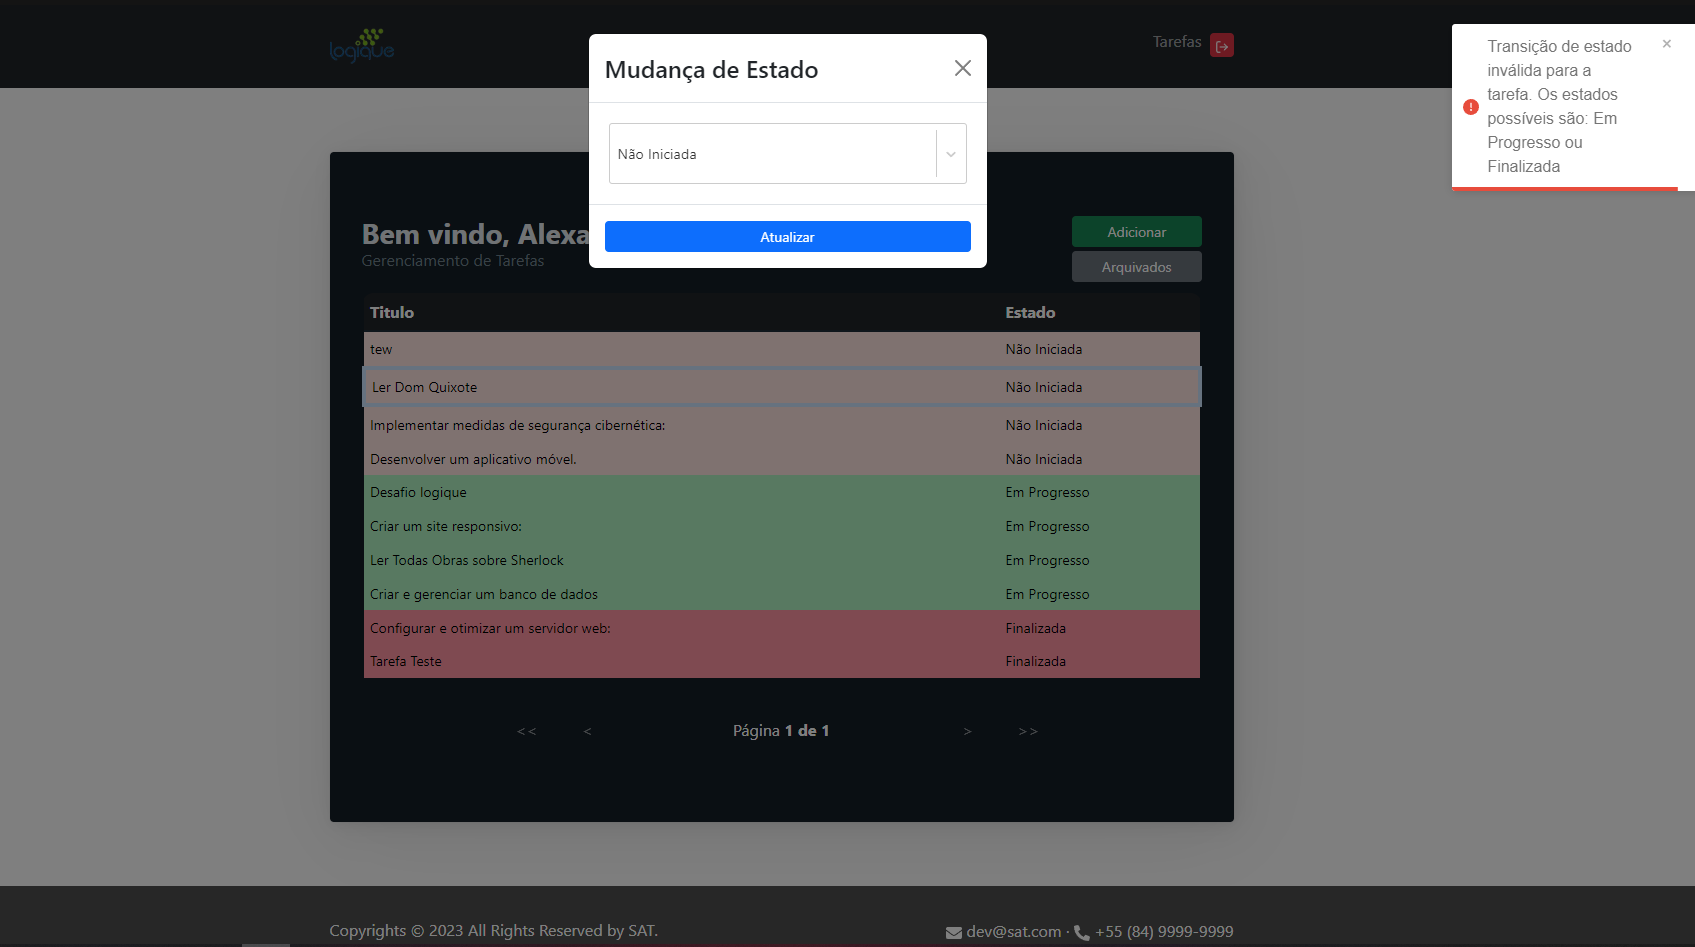 logique
Tarefas
Mudança de Estado
Não Iniciada
Atualizar
Transição de estado
inválida para a
tarefa. Os estados
possíveis são: Em
Progresso ou
Finalizada
Bem vindo, Alexa
Gerenciamento de Tarefas
Adicionar
Arquivados
Titulo Estado
tew Não Iniciada
Ler Dom Quixote Não Iniciada
Implementar medidas de segurança cibernética: Não Iniciada
Desenvolver um aplicativo móvel. Não Iniciada
Desafio logique Em Progresso
Criar um site responsivo: Em Progresso
Ler Todas Obras sobre Sherlock Em Progresso
Criar e gerenciar um banco de dados Em Progresso
Configurar e otimizar um servidor web: Finalizada
Tarefa Teste Finalizada
<< < Página 1 de 1 > >>
Copyrights © 2023 All Rights Reserved by SAT. dev@sat.com · +55 (84) 9999-9999